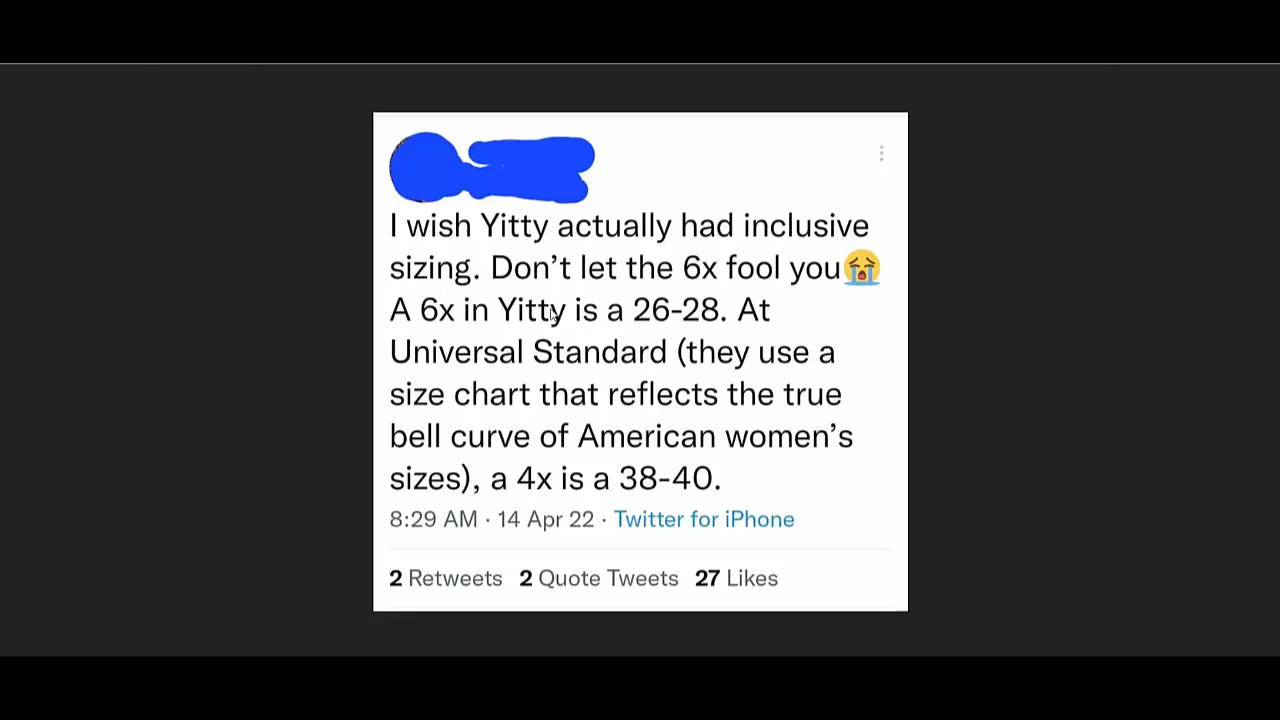 I wish Yitty actually had inclusive
sizing. Don’t let the 6x fool you😭
A 6x in Yitty is a 26-28. At
Universal Standard (they use a
size chart that reflects the true
bell curve of American women’s
sizes), a 4x is a 38-40.
8:29 AM · 14 Apr 22 · Twitter for iPhone
2 Retweets 2 Quote Tweets 27 Likes